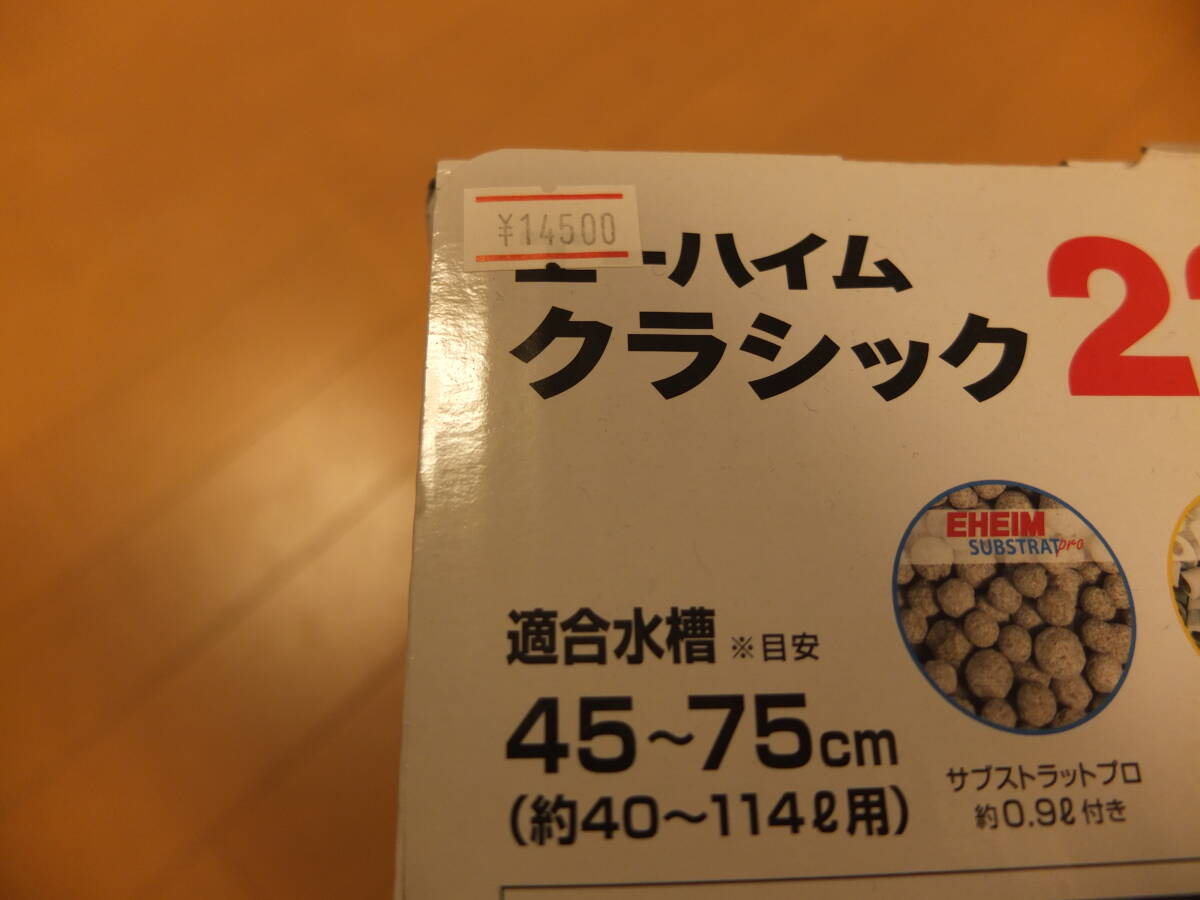 ¥14500
エーハイム
クラシック 22
EHEIM
SUBSTRATpro
適合水槽 ※目安
45～75cm
(約40～114ℓ用)
サブストラットプロ
約0.9ℓ付き